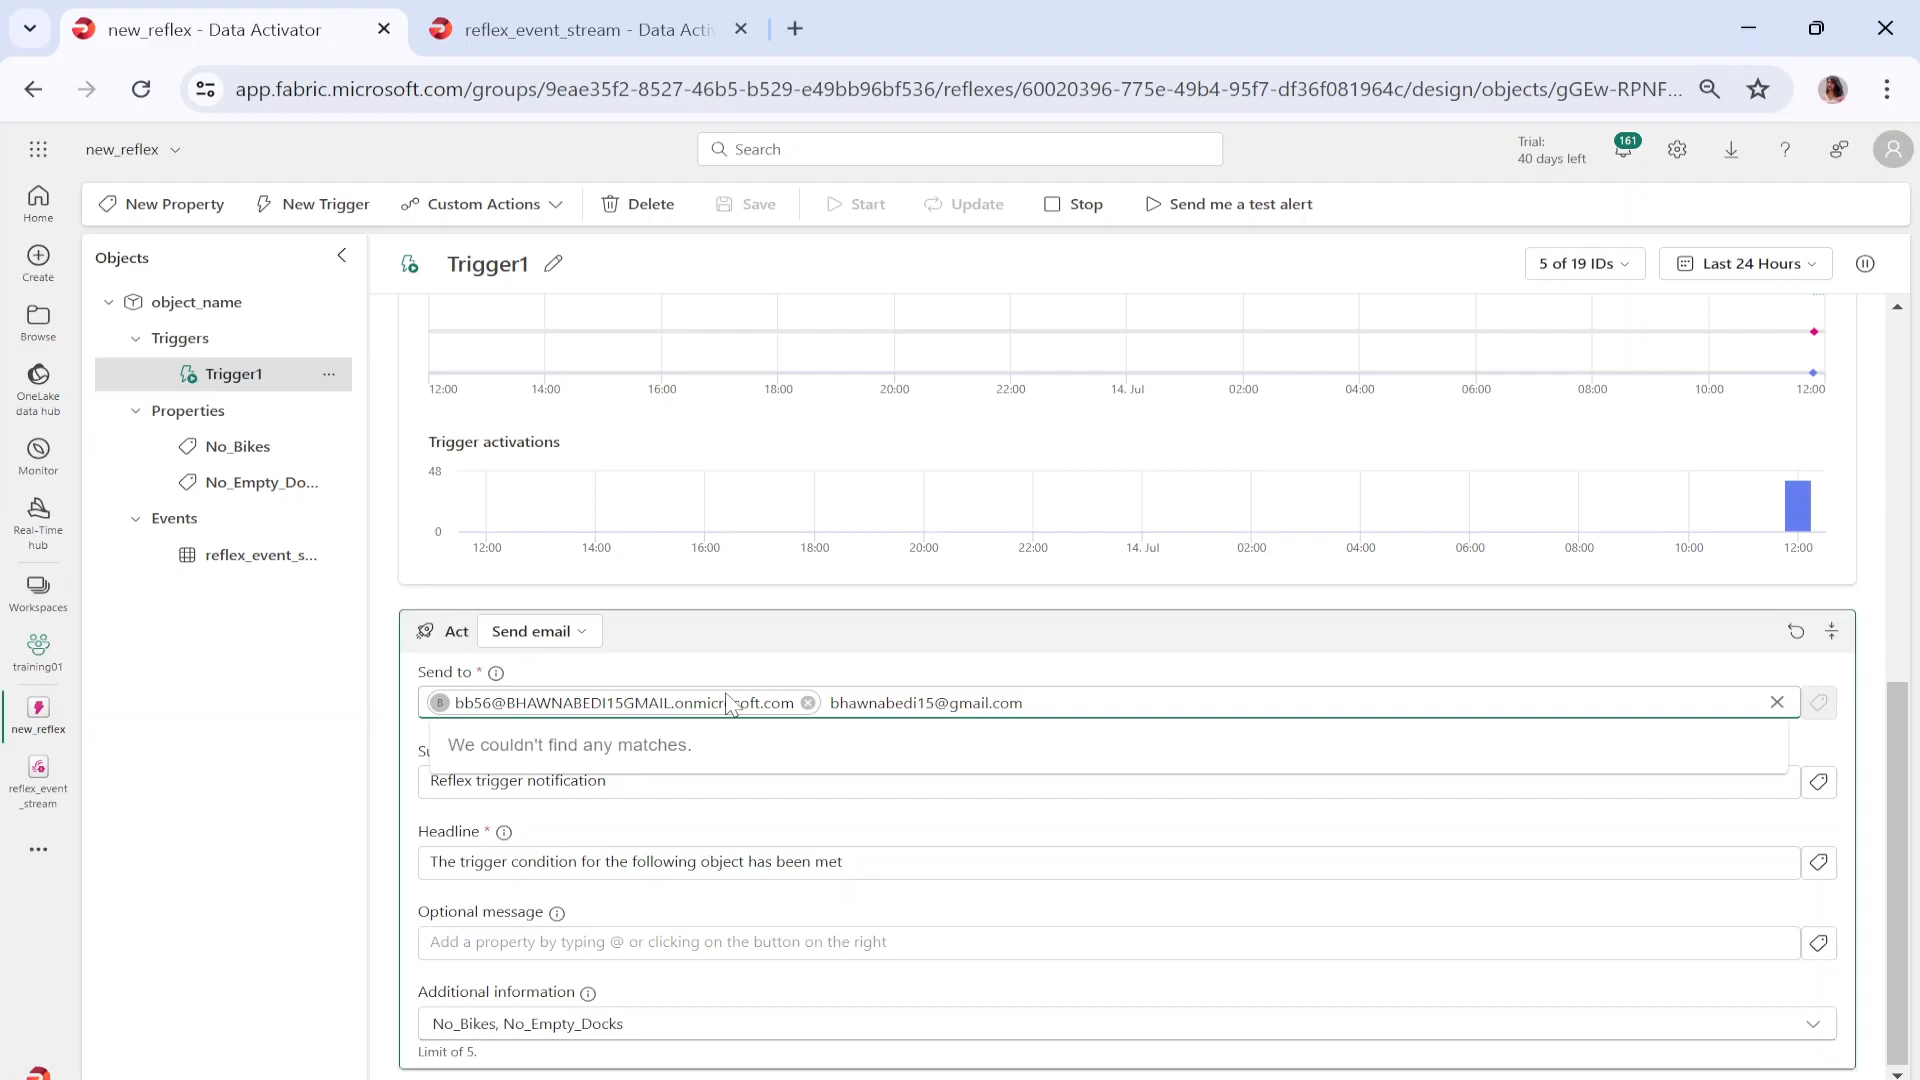 new_reflex - Data Activator
reflex_event_stream - Data Activ
app.fabric.microsoft.com/groups/9eae35f2-8527-46b5-b529-e49bb96bf536/reflexes/60020396-775e-49b4-95f7-df36f081964c/design/objects/gGEw-RPNF...
new_reflex
Search
Trial:
40 days left
161
New Property
New Trigger
Custom Actions
Delete
Save
Start
Update
Stop
Send me a test alert
Home
Create
Browse
OneLake
data hub
Monitor
Real-Time
hub
Workspaces
training01
new_reflex
reflex_event
_stream
Objects
object_name
Triggers
Trigger1
Properties
No_Bikes
No_Empty_Do...
Events
reflex_event_s...
Trigger1
5 of 19 IDs
Last 24 Hours
12:00 14:00 16:00 18:00 20:00 22:00 14. Jul 02:00 04:00 06:00 08:00 10:00 12:00
Trigger activations
48
0
12:00 14:00 16:00 18:00 20:00 22:00 14. Jul 02:00 04:00 06:00 08:00 10:00 12:00
Act
Send email
Send to *
B
bb56@BHAWNABEDI15GMAIL.onmicrosoft.com
bhawnabedi15@gmail.com
We couldn't find any matches.
Reflex trigger notification
Headline *
The trigger condition for the following object has been met
Optional message
Add a property by typing @ or clicking on the button on the right
Additional information
No_Bikes, No_Empty_Docks
Limit of 5.